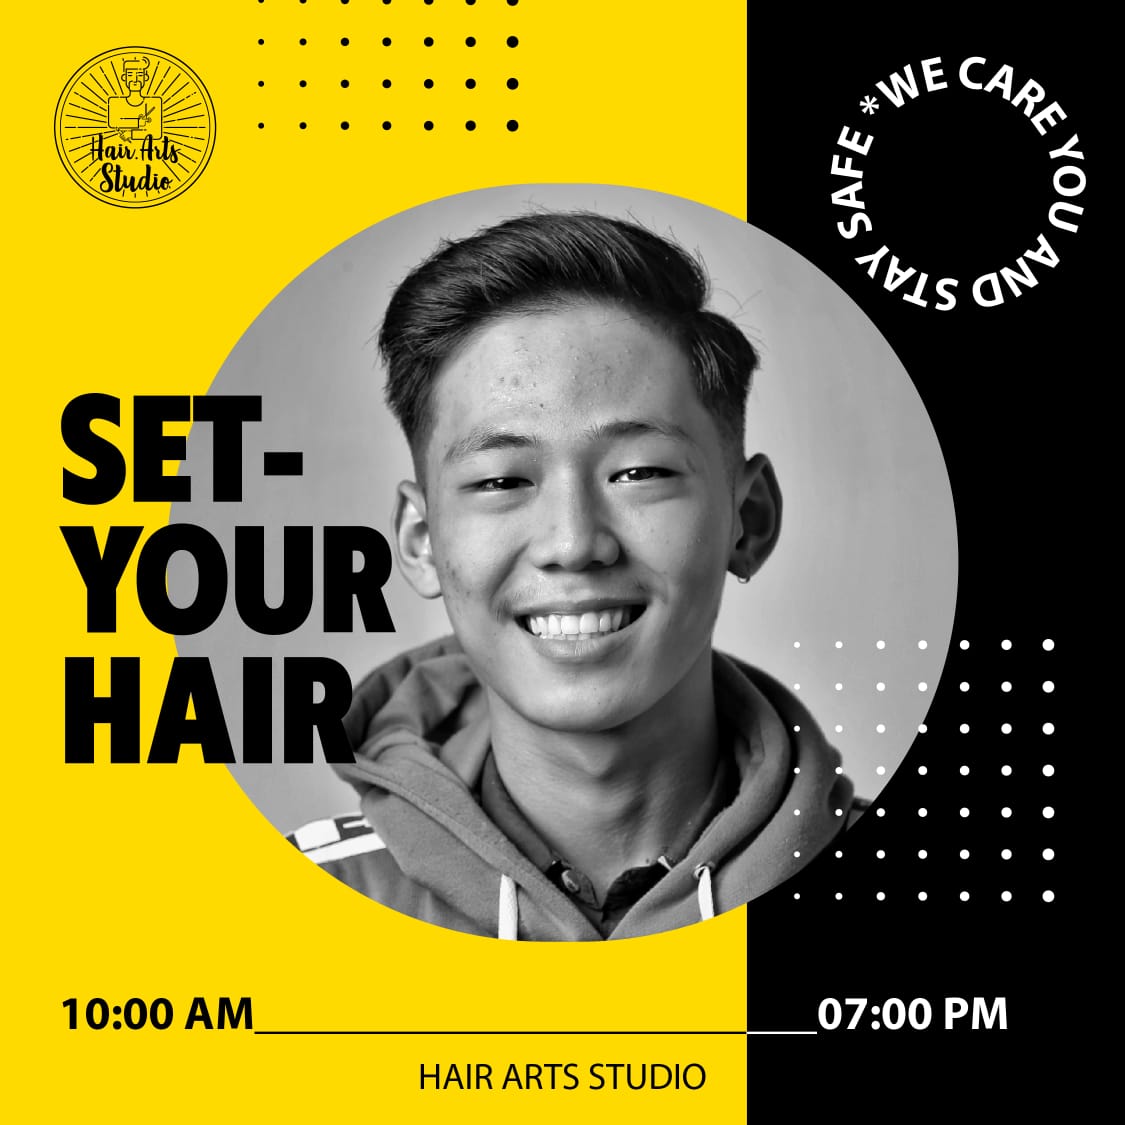 Hair.Arts
Studio
*WE CARE YOU AND STAY SAFE
SET-
YOUR
HAIR
10:00 AM 07:00 PM
HAIR ARTS STUDIO